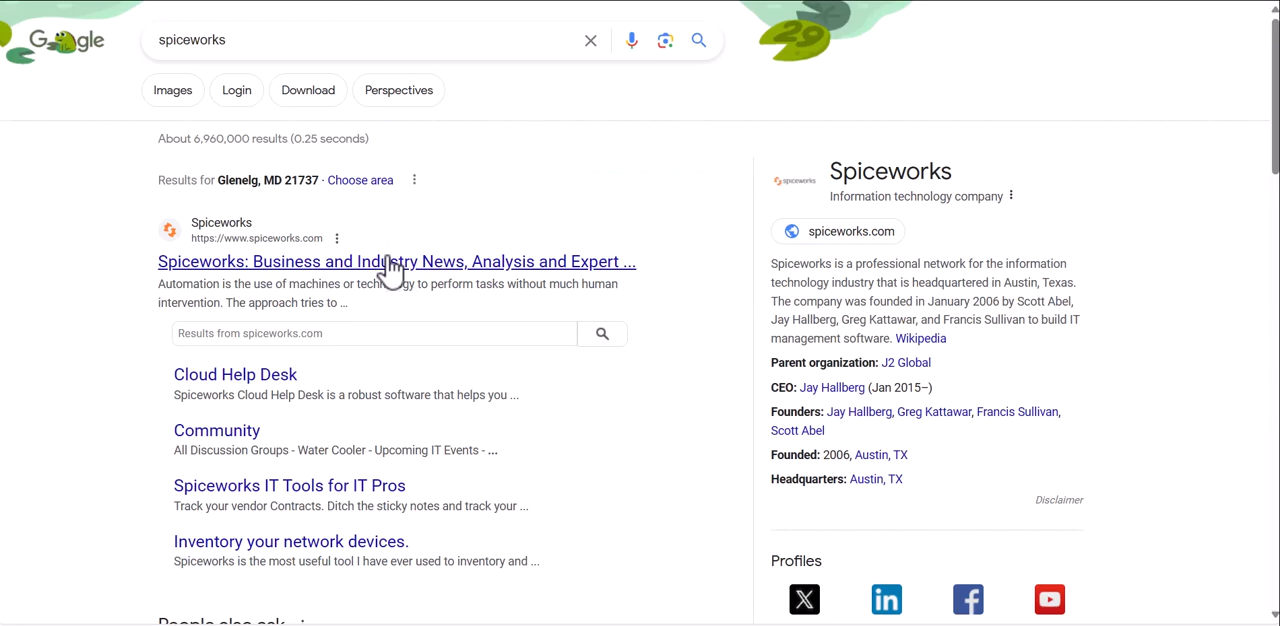 Google
spiceworks
29
Images
Login
Download
Perspectives
About 6,960,000 results (0.25 seconds)
Results for Glenelg, MD 21737 · Choose area
Spiceworks
https://www.spiceworks.com
Spiceworks: Business and Industry News, Analysis and Expert ...
Automation is the use of machines or technology to perform tasks without much human
intervention. The approach tries to ...
Results from spiceworks.com
Cloud Help Desk
Spiceworks Cloud Help Desk is a robust software that helps you ...
Community
All Discussion Groups - Water Cooler - Upcoming IT Events - ...
Spiceworks IT Tools for IT Pros
Track your vendor Contracts. Ditch the sticky notes and track your ...
Inventory your network devices.
Spiceworks is the most useful tool I have ever used to inventory and ...
People also ask
spiceworks
Spiceworks
Information technology company
spiceworks.com
Spiceworks is a professional network for the information
technology industry that is headquartered in Austin, Texas.
The company was founded in January 2006 by Scott Abel,
Jay Hallberg, Greg Kattawar, and Francis Sullivan to build IT
management software. Wikipedia
Parent organization: J2 Global
CEO: Jay Hallberg (Jan 2015–)
Founders: Jay Hallberg, Greg Kattawar, Francis Sullivan,
Scott Abel
Founded: 2006, Austin, TX
Headquarters: Austin, TX
Disclaimer
Profiles
X
in
f